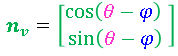 n_v = [cos(θ - φ)
sin(θ - φ)